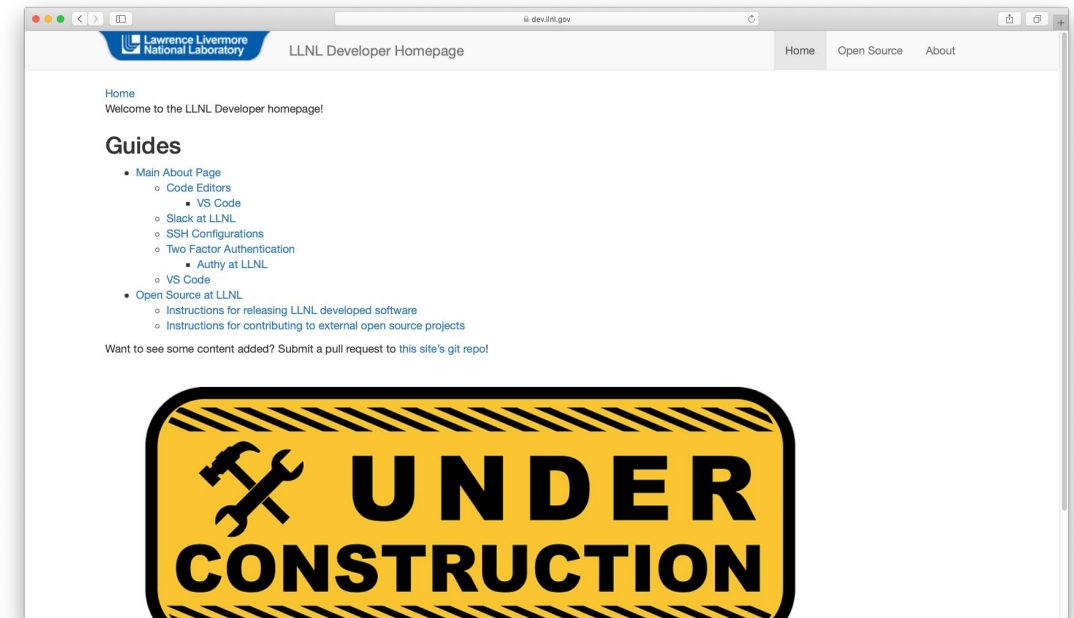 dev.llnl.gov
Lawrence Livermore
National Laboratory
LLNL Developer Homepage
Home
Open Source
About
Home
Welcome to the LLNL Developer homepage!
Guides
Main About Page
Code Editors
VS Code
Slack at LLNL
SSH Configurations
Two Factor Authentication
Authy at LLNL
VS Code
Open Source at LLNL
Instructions for releasing LLNL developed software
Instructions for contributing to external open source projects
Want to see some content added? Submit a pull request to this site's git repo!
UNDER
CONSTRUCTION